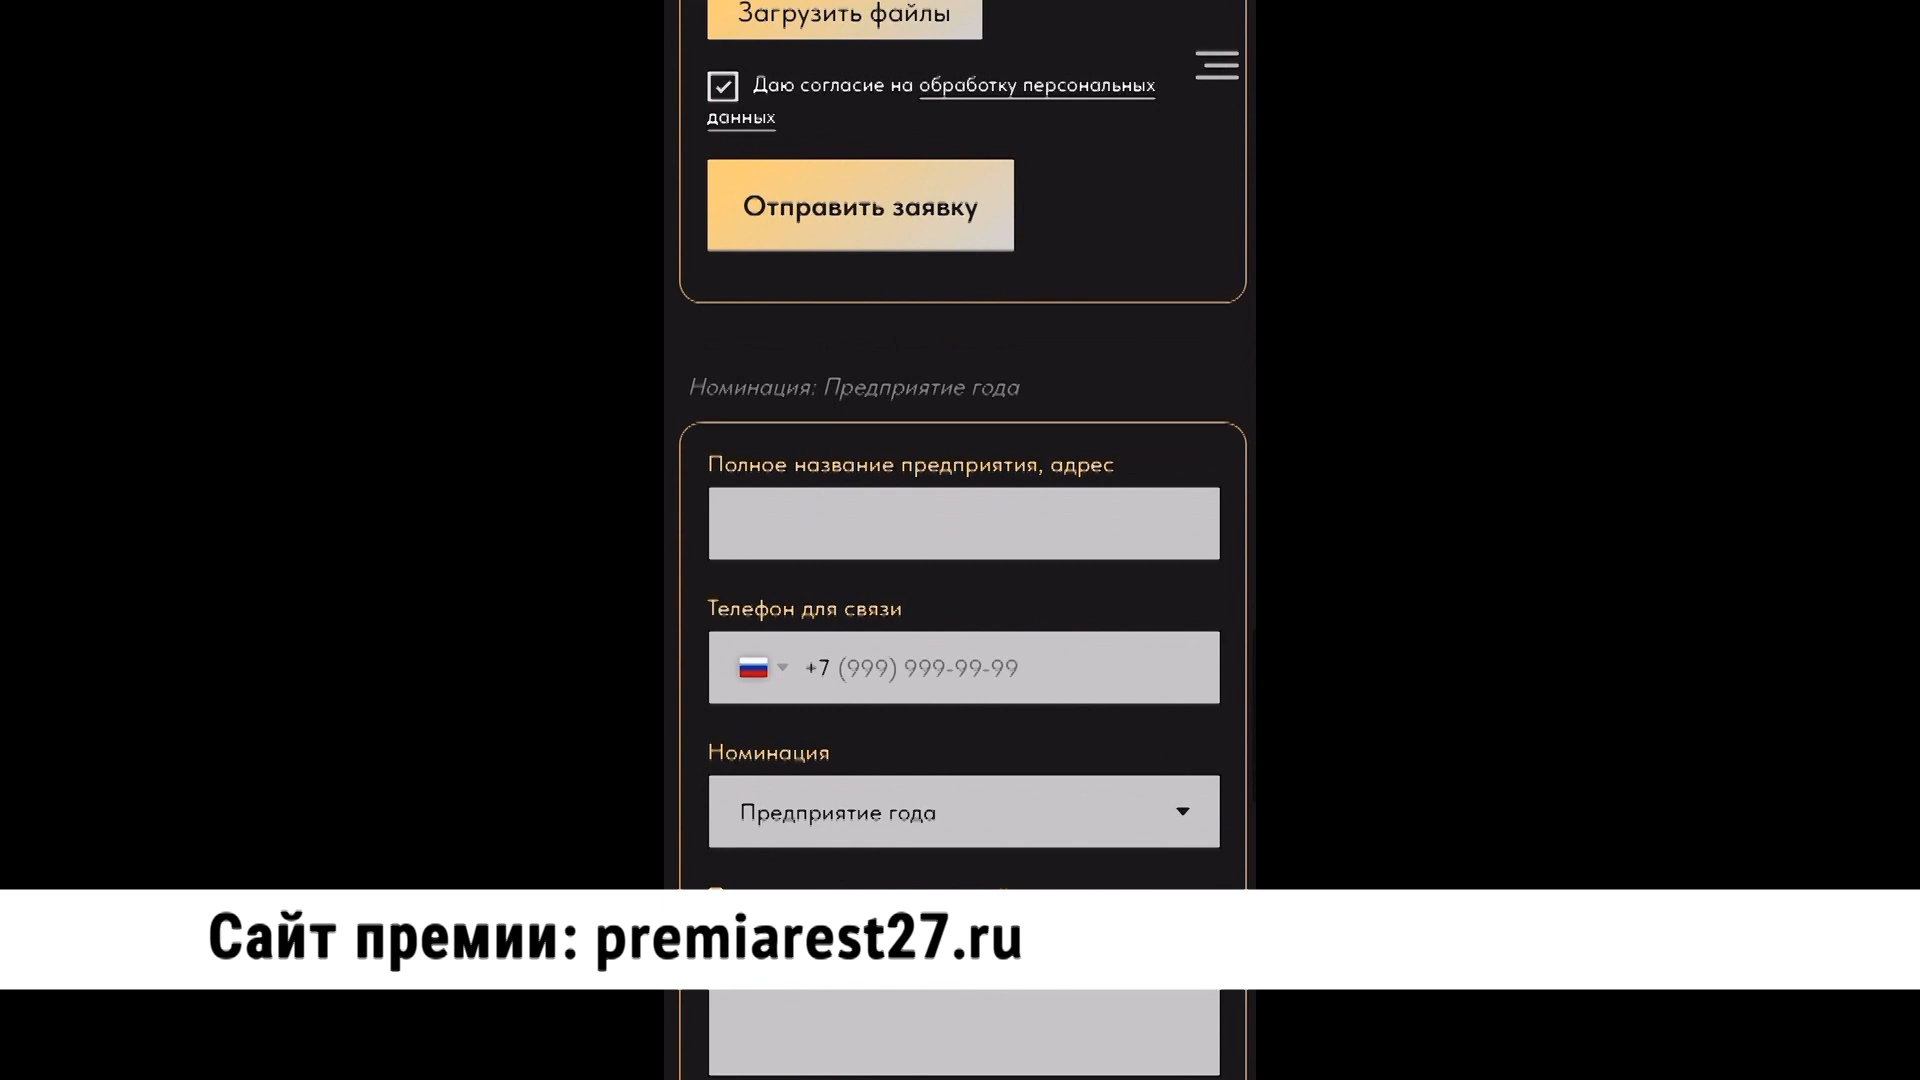 Загрузить файлы
Даю согласие на обработку персональных
данных
Отправить заявку
Номинация: Предприятие года
Полное название предприятия, адрес
Телефон для связи
+7 (999) 999-99-99
Номинация
Предприятие года
Сайт премии: premiarest27.ru